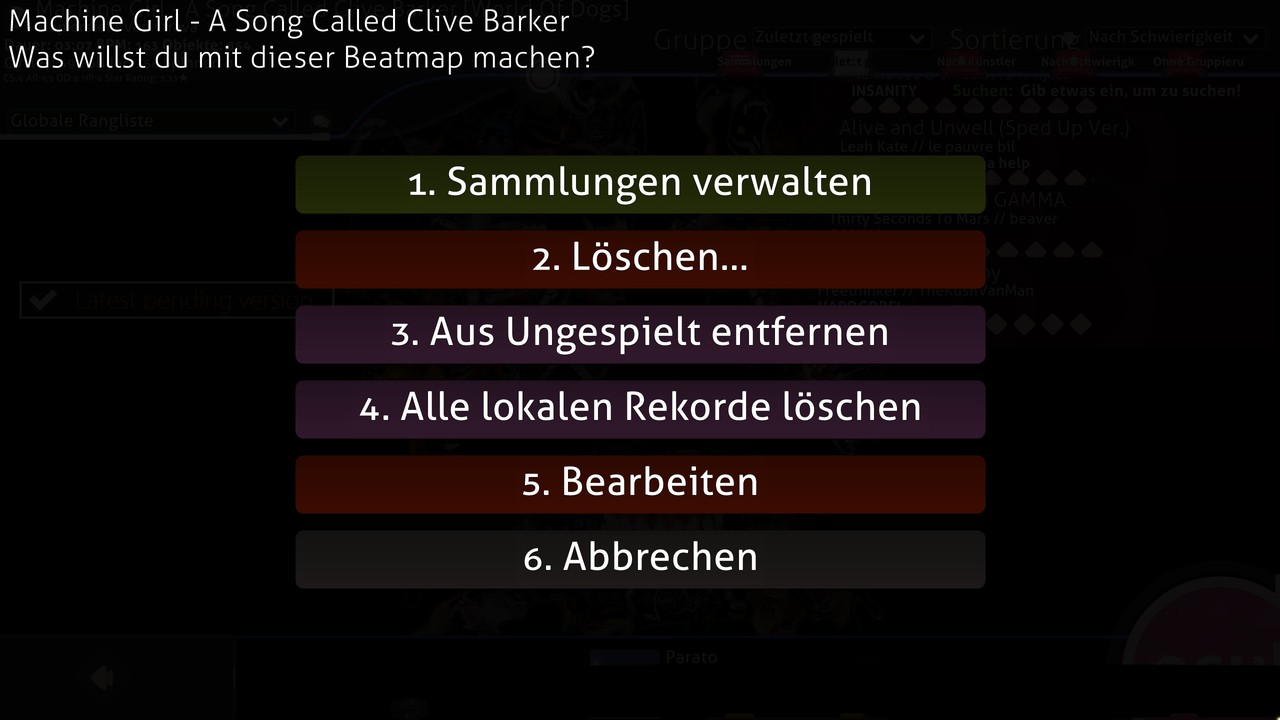 Machine Girl - A Song Called Clive Barker
Was willst du mit dieser Beatmap machen?
Gruppe Zuletzt gespielt
Sortierung Nach Schwierigkeit
Sammlungen
Nach Künstler
Nach Schwierigk
Ohne Gruppieru
Globale Rangliste
INSANITY
Suchen: Gib etwas ein, um zu suchen!
Alive and Unwell (Sped Up Ver.)
Leah Kate // le pauvre bil
a help
1. Sammlungen verwalten
GAMMA
Thirty Seconds To Mars // beaver
2. Löschen...
Freethinker // TheKushVanMan
Latest pending version
3. Aus Ungespielt entfernen
4. Alle lokalen Rekorde löschen
5. Bearbeiten
6. Abbrechen
Parato